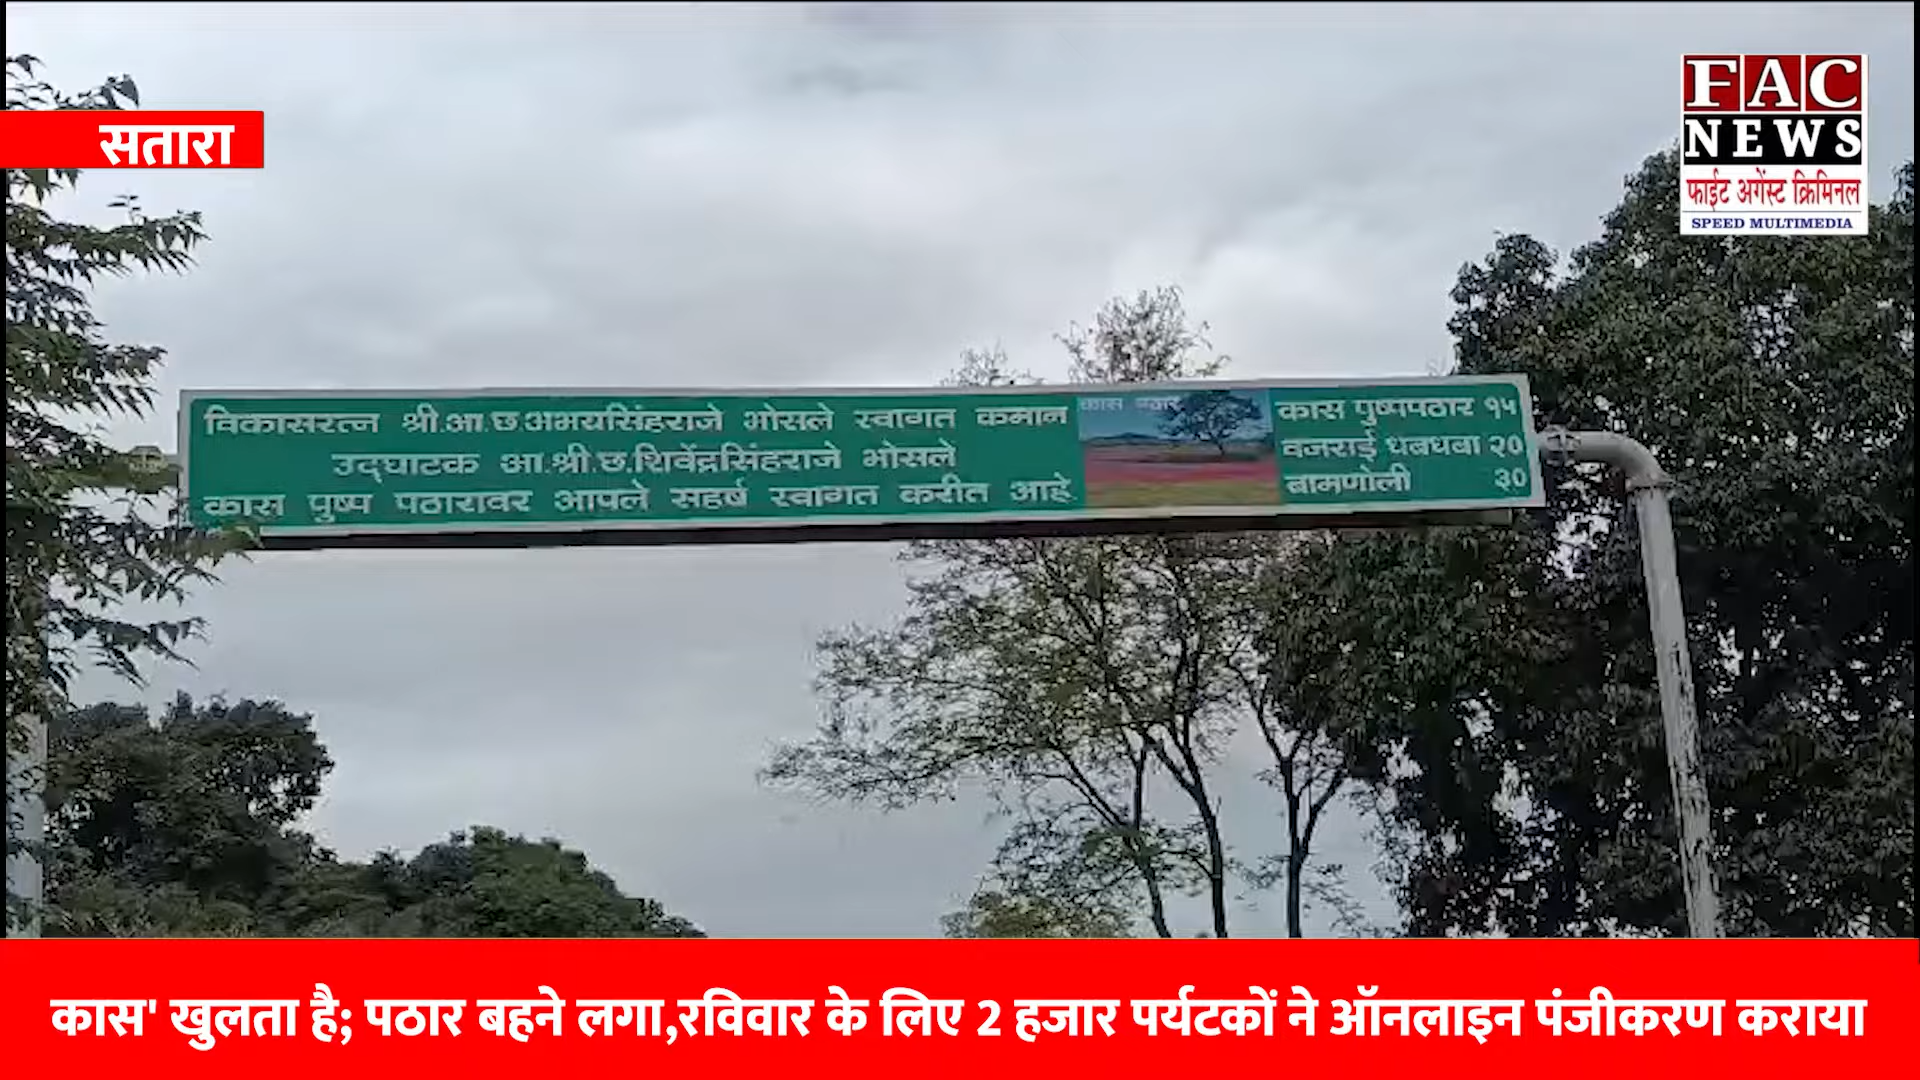 सतारा
FAC
NEWS
फाईट अगेंस्ट क्रिमिनल
SPEED MULTIMEDIA
विकासरत्न श्री.आ.छ.अभयसिंहराजे भोसले स्वागत कमान
उद्घाटक आ.श्री.छ.शिवेंद्रसिंहराजे भोसले
कास पुष्प पठारावर आपले सहर्ष स्वागत करीत आहे.
कास पठार
कास पुष्पपठार १५
वजराई धबधबा २०
बामणोली ३०
कास' खुलता है; पठार बहने लगा,रविवार के लिए 2 हजार पर्यटकों ने ऑनलाइन पंजीकरण कराया